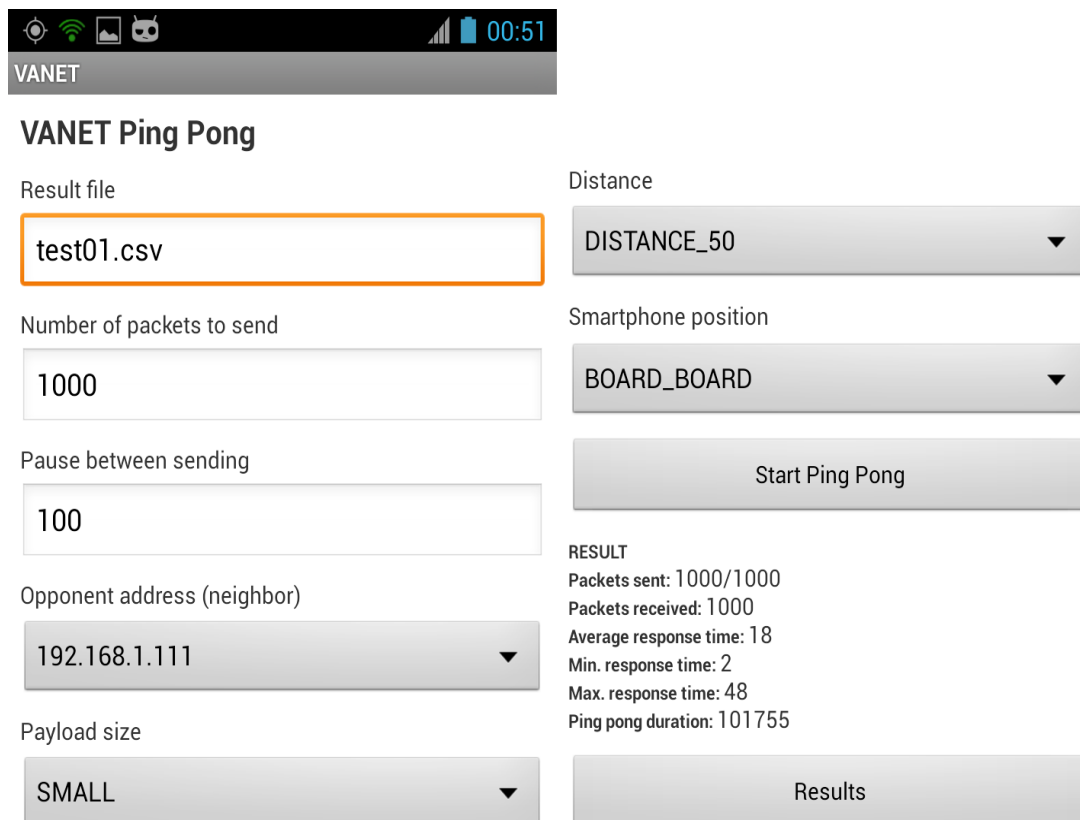 00:51
VANET
VANET Ping Pong
Result file
test01.csv
Number of packets to send
1000
Pause between sending
100
Opponent address (neighbor)
192.168.1.111
Payload size
SMALL
Distance
DISTANCE_50
Smartphone position
BOARD_BOARD
Start Ping Pong
RESULT
Packets sent: 1000/1000
Packets received: 1000
Average response time: 18
Min. response time: 2
Max. response time: 48
Ping pong duration: 101755
Results